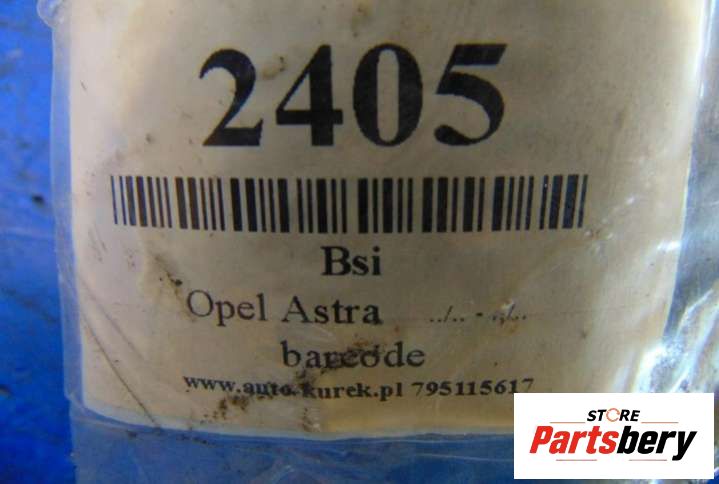 2405
Bsi
Opel Astra ../.. - ../..
barcode
www.auto-kurek.pl 795115617
STORE
Partsbery